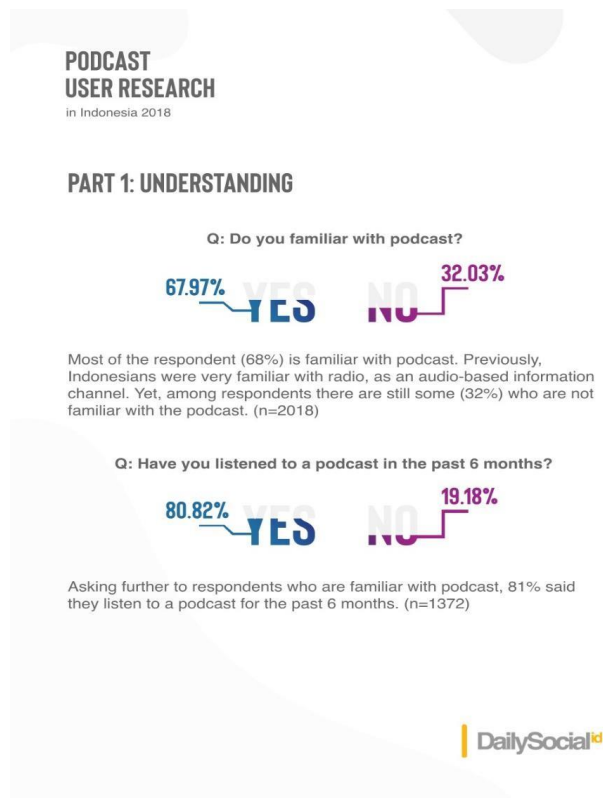 PODCAST
USER RESEARCH
in Indonesia 2018
PART 1: UNDERSTANDING
Q: Do you familiar with podcast?
67.97% YES NO 32.03%
Most of the respondent (68%) is familiar with podcast. Previously,
Indonesians were very familiar with radio, as an audio-based information
channel. Yet, among respondents there are still some (32%) who are not
familiar with the podcast. (n=2018)
Q: Have you listened to a podcast in the past 6 months?
80.82% YES NO 19.18%
Asking further to respondents who are familiar with podcast, 81% said
they listen to a podcast for the past 6 months. (n=1372)
DailySocial id